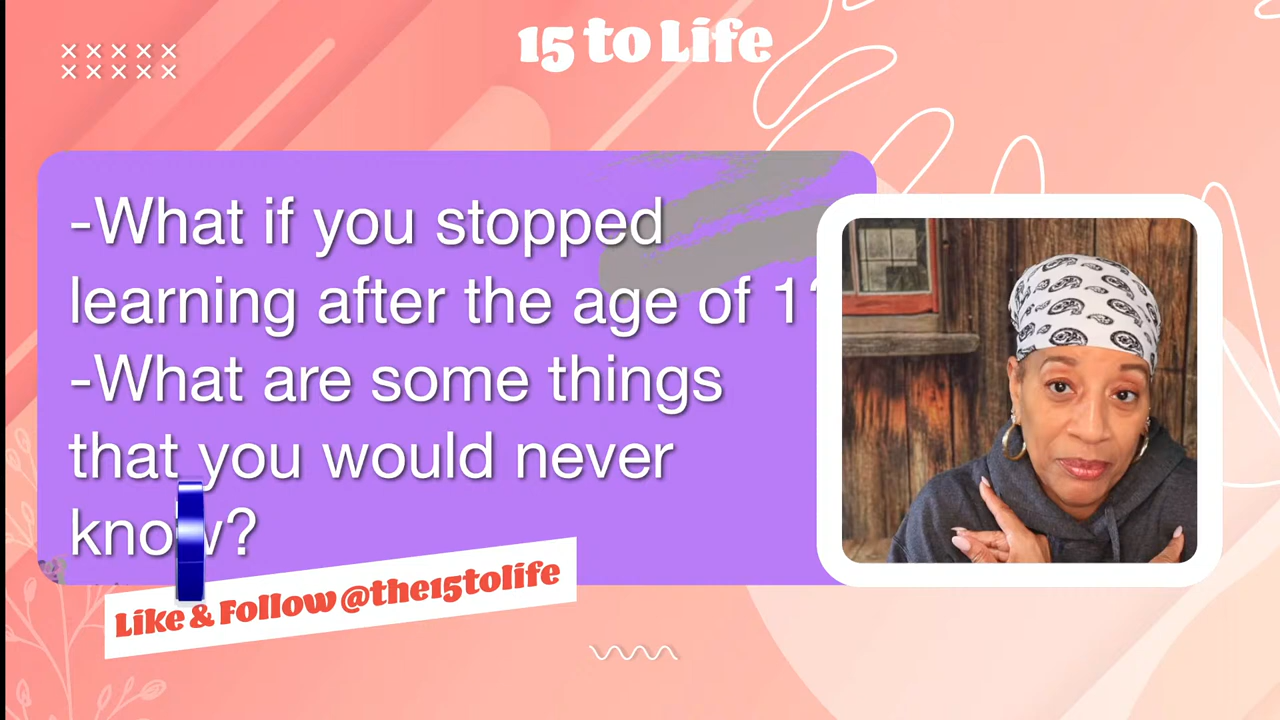 15 to Life
-What if you stopped
learning after the age of
-What are some things
that you would never
know?
Like & Follow @the15tolife